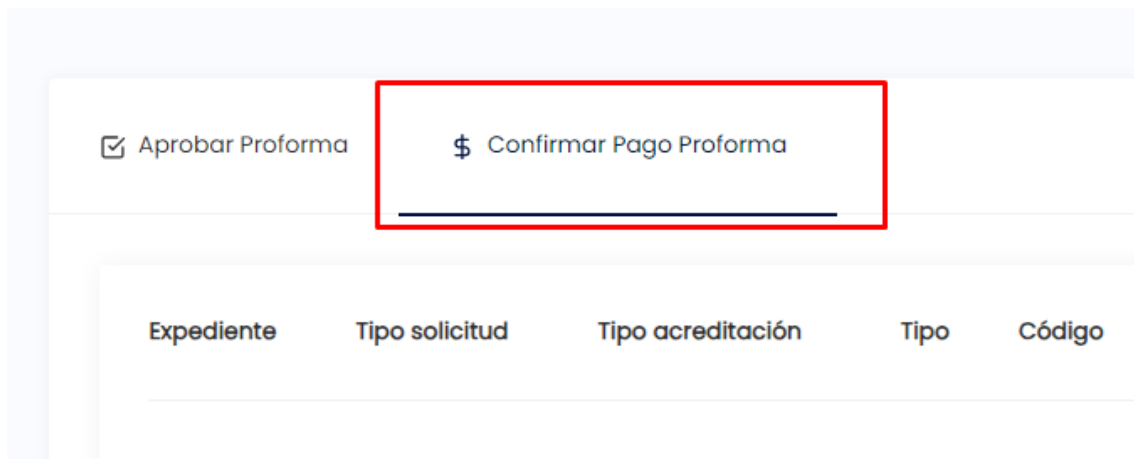 Aprobar Proforma
$ Confirmar Pago Proforma
Expediente Tipo solicitud Tipo acreditación Tipo Código